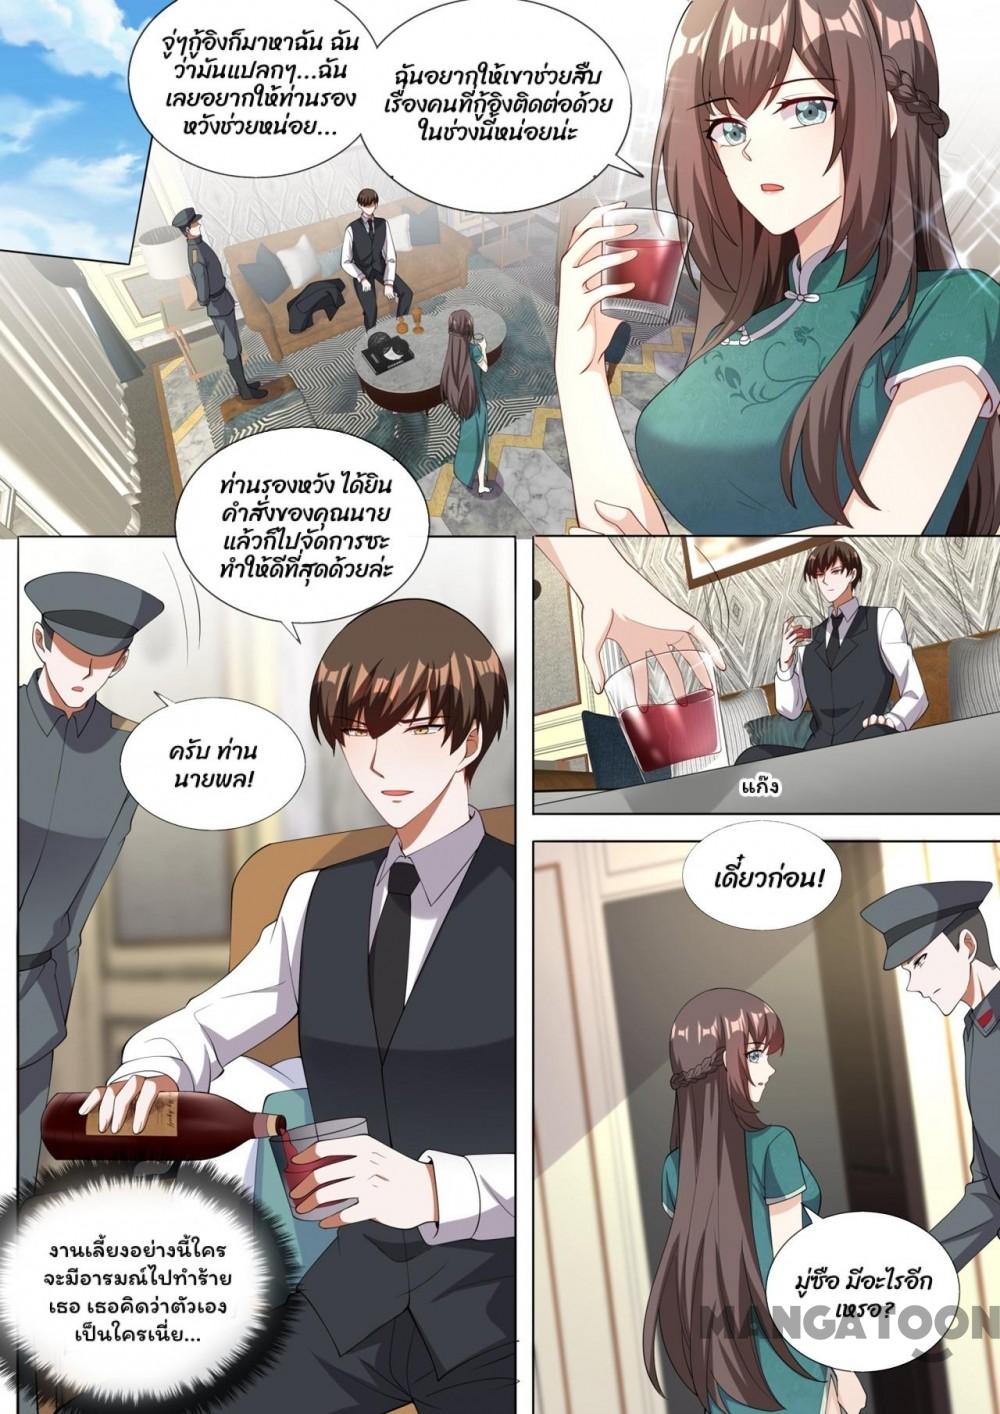 จู่ๆกู้อิงก็มาหาฉัน ฉัน
ว่ามันแปลกๆ...ฉัน
เลยอยากให้ท่านรอง
หวังช่วยหน่อย...
ฉันอยากให้เขาช่วยสืบ
เรื่องคนที่กู้อิงติดต่อด้วย
ในช่วงนี้หน่อยน่ะ
ท่านรองหวัง ได้ยิน
คำสั่งของคุณนาย
แล้วก็ไปจัดการซะ
ทำให้ดีที่สุดด้วยล่ะ
ครับ ท่าน
นายพล!
แก๊ง
งานเลี้ยงอย่างนี้ใคร
จะมีอารมณ์ไปทำร้าย
เธอ เธอคิดว่าตัวเอง
เป็นใครเนี่ย...
เดี๋ยวก่อน!
มู่ซือ มีอะไรอีก
เหรอ?
MANGATOON